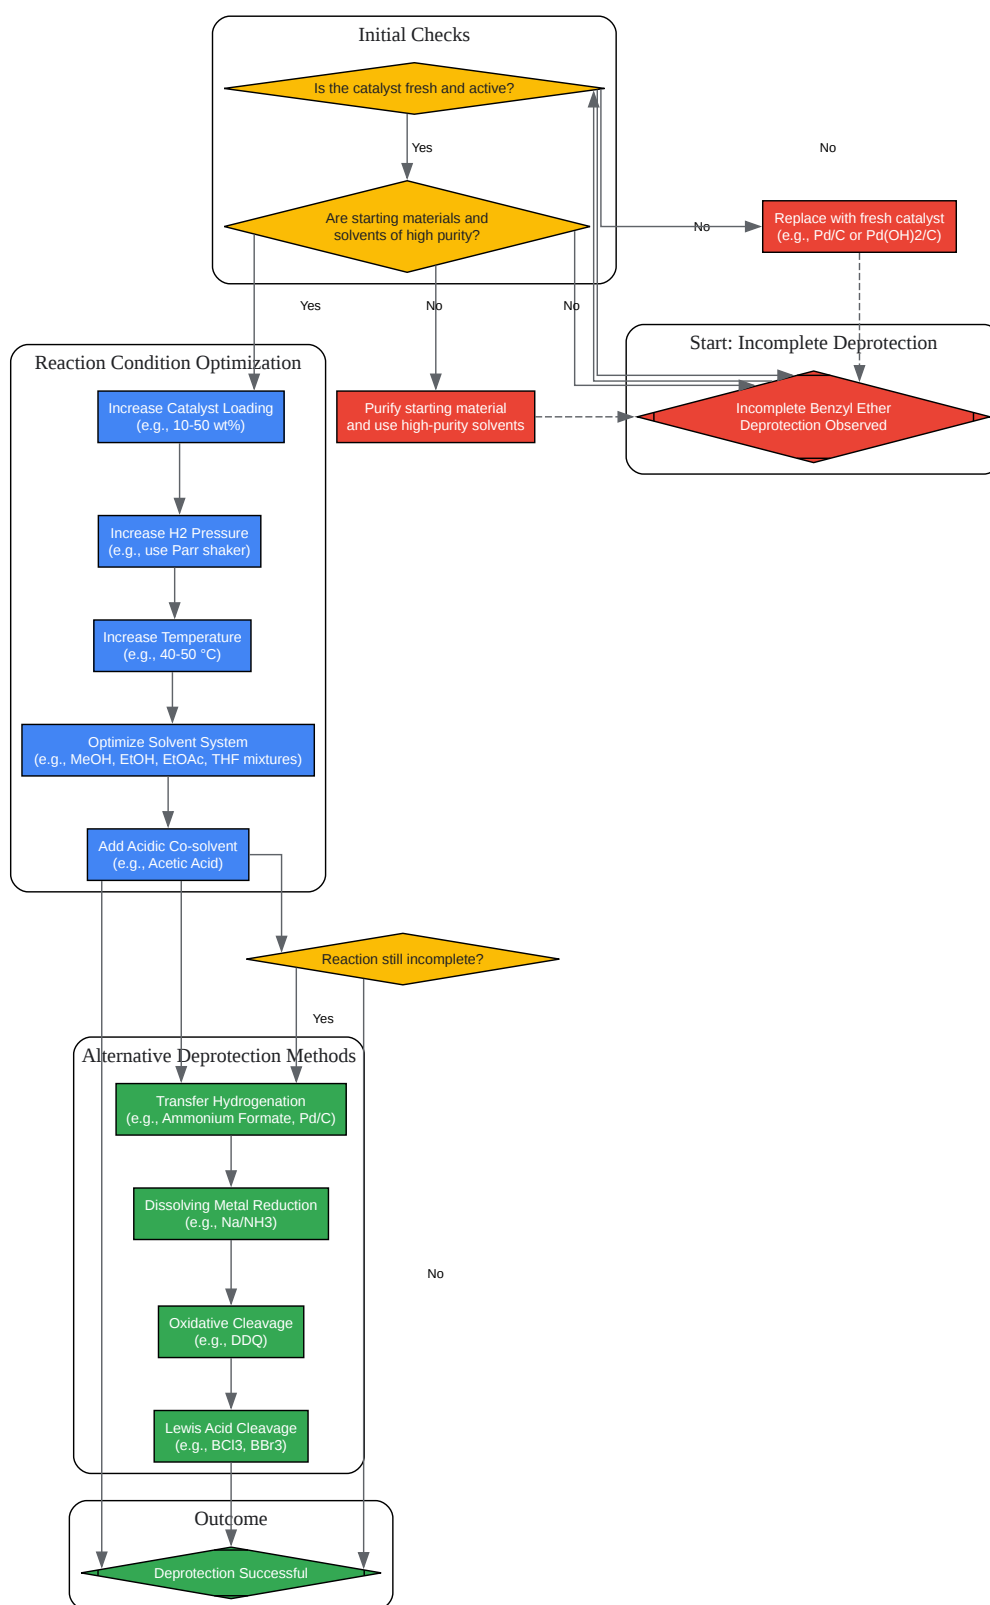 Initial Checks
Is the catalyst fresh and active?
Yes
No
Are starting materials and
solvents of high purity?
No
Replace with fresh catalyst
(e.g., Pd/C or Pd(OH)2/C)
Yes
No
No
Start: Incomplete Deprotection
Reaction Condition Optimization
Increase Catalyst Loading
(e.g., 10-50 wt%)
Purify starting material
and use high-purity solvents
Incomplete Benzyl Ether
Deprotection Observed
Increase H2 Pressure
(e.g., use Parr shaker)
Increase Temperature
(e.g., 40-50 °C)
Optimize Solvent System
(e.g., MeOH, EtOH, EtOAc, THF mixtures)
Add Acidic Co-solvent
(e.g., Acetic Acid)
Reaction still incomplete?
Yes
Alternative Deprotection Methods
Transfer Hydrogenation
(e.g., Ammonium Formate, Pd/C)
Dissolving Metal Reduction
(e.g., Na/NH3)
No
Oxidative Cleavage
(e.g., DDQ)
Lewis Acid Cleavage
(e.g., BCl3, BBr3)
Outcome
Deprotection Successful